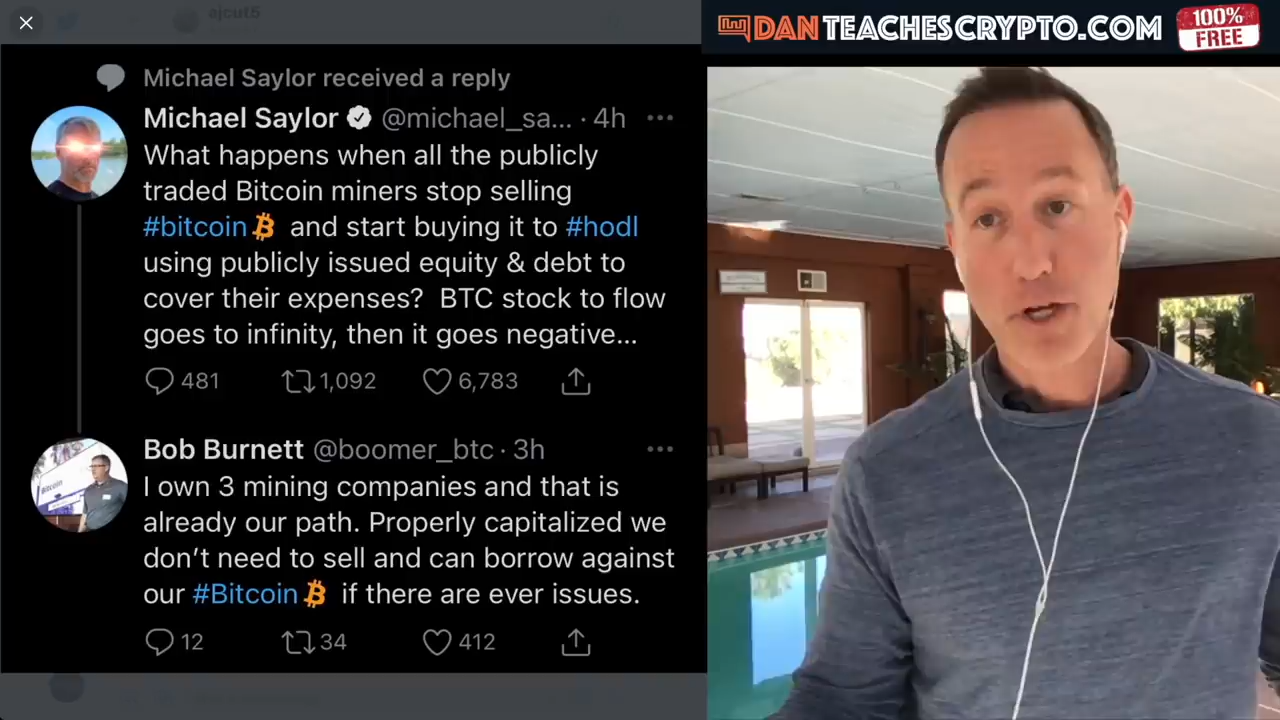 ajcut5
DANTEACHESCRYPTO.COM
100%
FREE
Michael Saylor received a reply
Michael Saylor @michael_sa... · 4h
What happens when all the publicly
traded Bitcoin miners stop selling
#bitcoin and start buying it to #hodl
using publicly issued equity & debt to
cover their expenses? BTC stock to flow
goes to infinity, then it goes negative...
481 1,092 6,783
Bob Burnett @boomer_btc · 3h
I own 3 mining companies and that is
already our path. Properly capitalized we
don't need to sell and can borrow against
our #Bitcoin if there are ever issues.
12 34 412
Bitcoin